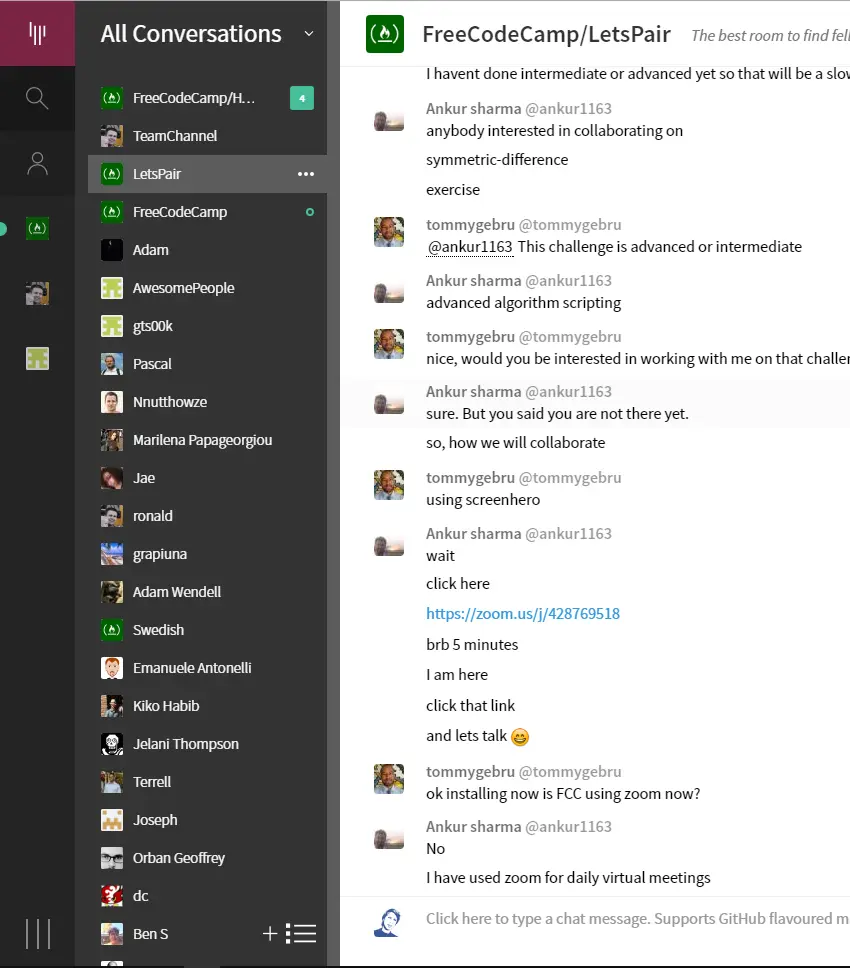 All Conversations
FreeCodeCamp/H...
4
TeamChannel
LetsPair
FreeCodeCamp
Adam
AwesomePeople
gts00k
Pascal
Nnutthowze
Marilena Papageorgiou
Jae
ronald
grapiuna
Adam Wendell
Swedish
Emanuele Antonelli
Kiko Habib
Jelani Thompson
Terrell
Joseph
Orban Geoffrey
dc
Ben S
FreeCodeCamp/LetsPair The best room to find fell
I havent done intermediate or advanced yet so that will be a slow
Ankur sharma @ankur1163
anybody interested in collaborating on
symmetric-difference
exercise
tommygebru @tommygebru
@ankur1163 This challenge is advanced or intermediate
Ankur sharma @ankur1163
advanced algorithm scripting
tommygebru @tommygebru
nice, would you be interested in working with me on that challen
Ankur sharma @ankur1163
sure. But you said you are not there yet.
so, how we will collaborate
tommygebru @tommygebru
using screenhero
Ankur sharma @ankur1163
wait
click here
https://zoom.us/j/428769518
brb 5 minutes
I am here
click that link
and lets talk 😄
tommygebru @tommygebru
ok installing now is FCC using zoom now?
Ankur sharma @ankur1163
No
I have used zoom for daily virtual meetings
Click here to type a chat message. Supports GitHub flavoured m